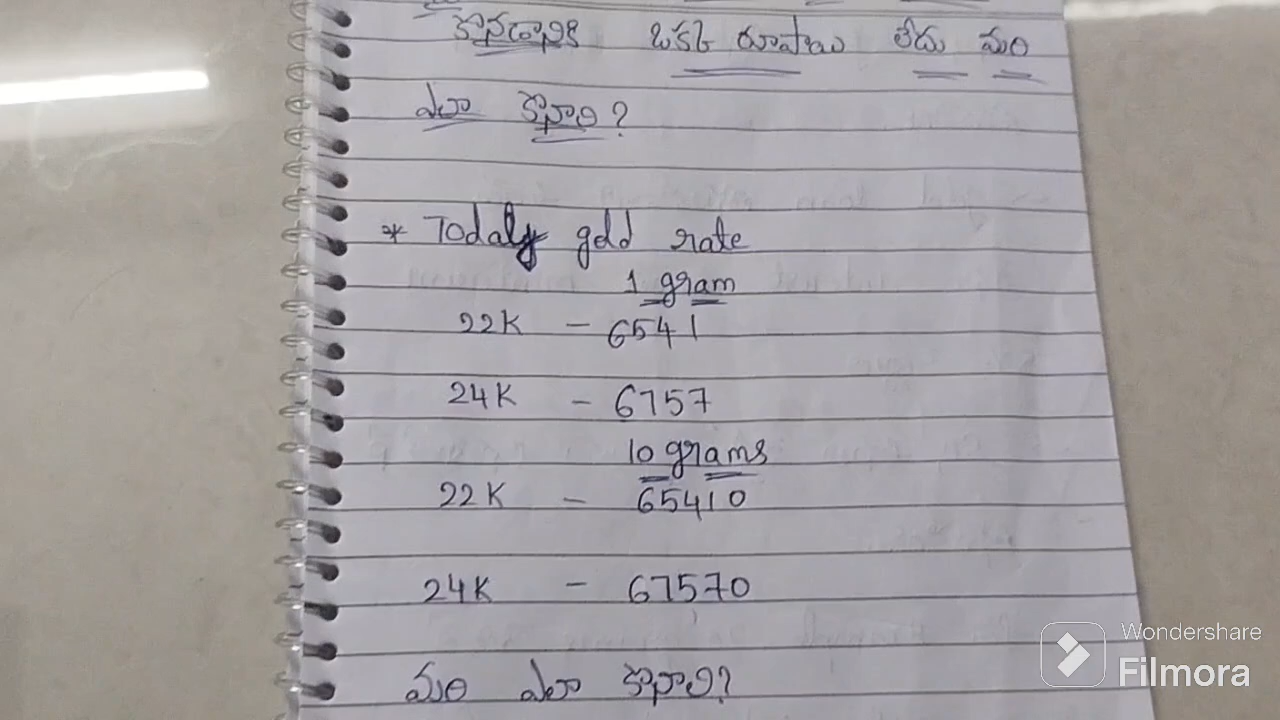 కొనడానికి ఒకటే రూపాయి లేదు మరి
ఎలా కొనాలి?
* Today gold rate
1 gram
22K - 6541
24K - 6757
10 grams
22K - 65410
24K - 67570
మరి ఎలా కొనాలి?
Wondershare
Filmora